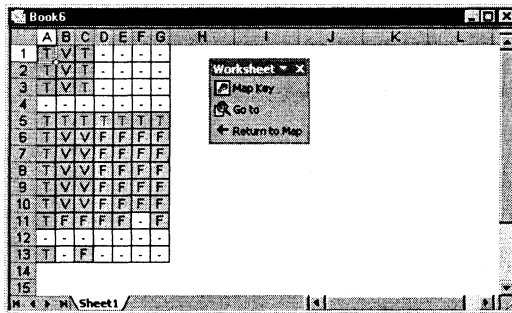 Book6
A B C D E F G H I J K L
1 T V T - - - -
2 T V T - - - -
3 T V T - - - -
4 - - - - - - -
5 T T T T T T T
6 T V V F F F F
7 T V V F F F F
8 T V V F F F F
9 T V V F F F F
10 T V V F F F F
11 T F F F F - F
12 - - - - - - -
13 T - F - - - -
14
15
Worksheet
Map Key
Go to
Return to Map
Sheet1